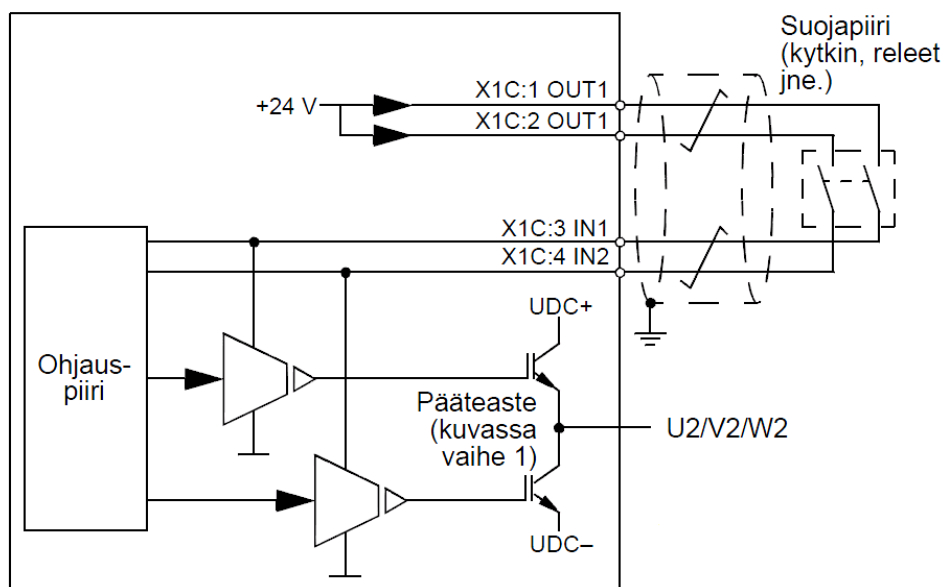 Suojapiiri
(kytkin, releet
jne.)
X1C:1 OUT1
+24 V
X1C:2 OUT1
X1C:3 IN1
X1C:4 IN2
UDC+
Ohjaus-
piiri
Pääteaste
(kuvassa
vaihe 1)
U2/V2/W2
UDC–